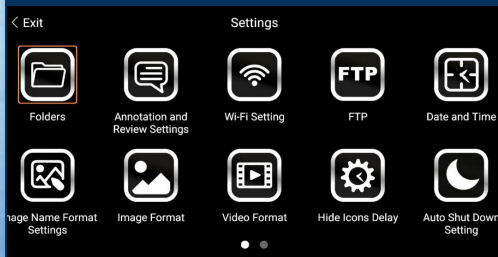 < Exit
Settings
FTP
Folders
Annotation and
Review Settings
Wi-Fi Setting
FTP
Date and Time
mage Name Format
Settings
Image Format
Video Format
Hide Icons Delay
Auto Shut Down
Setting